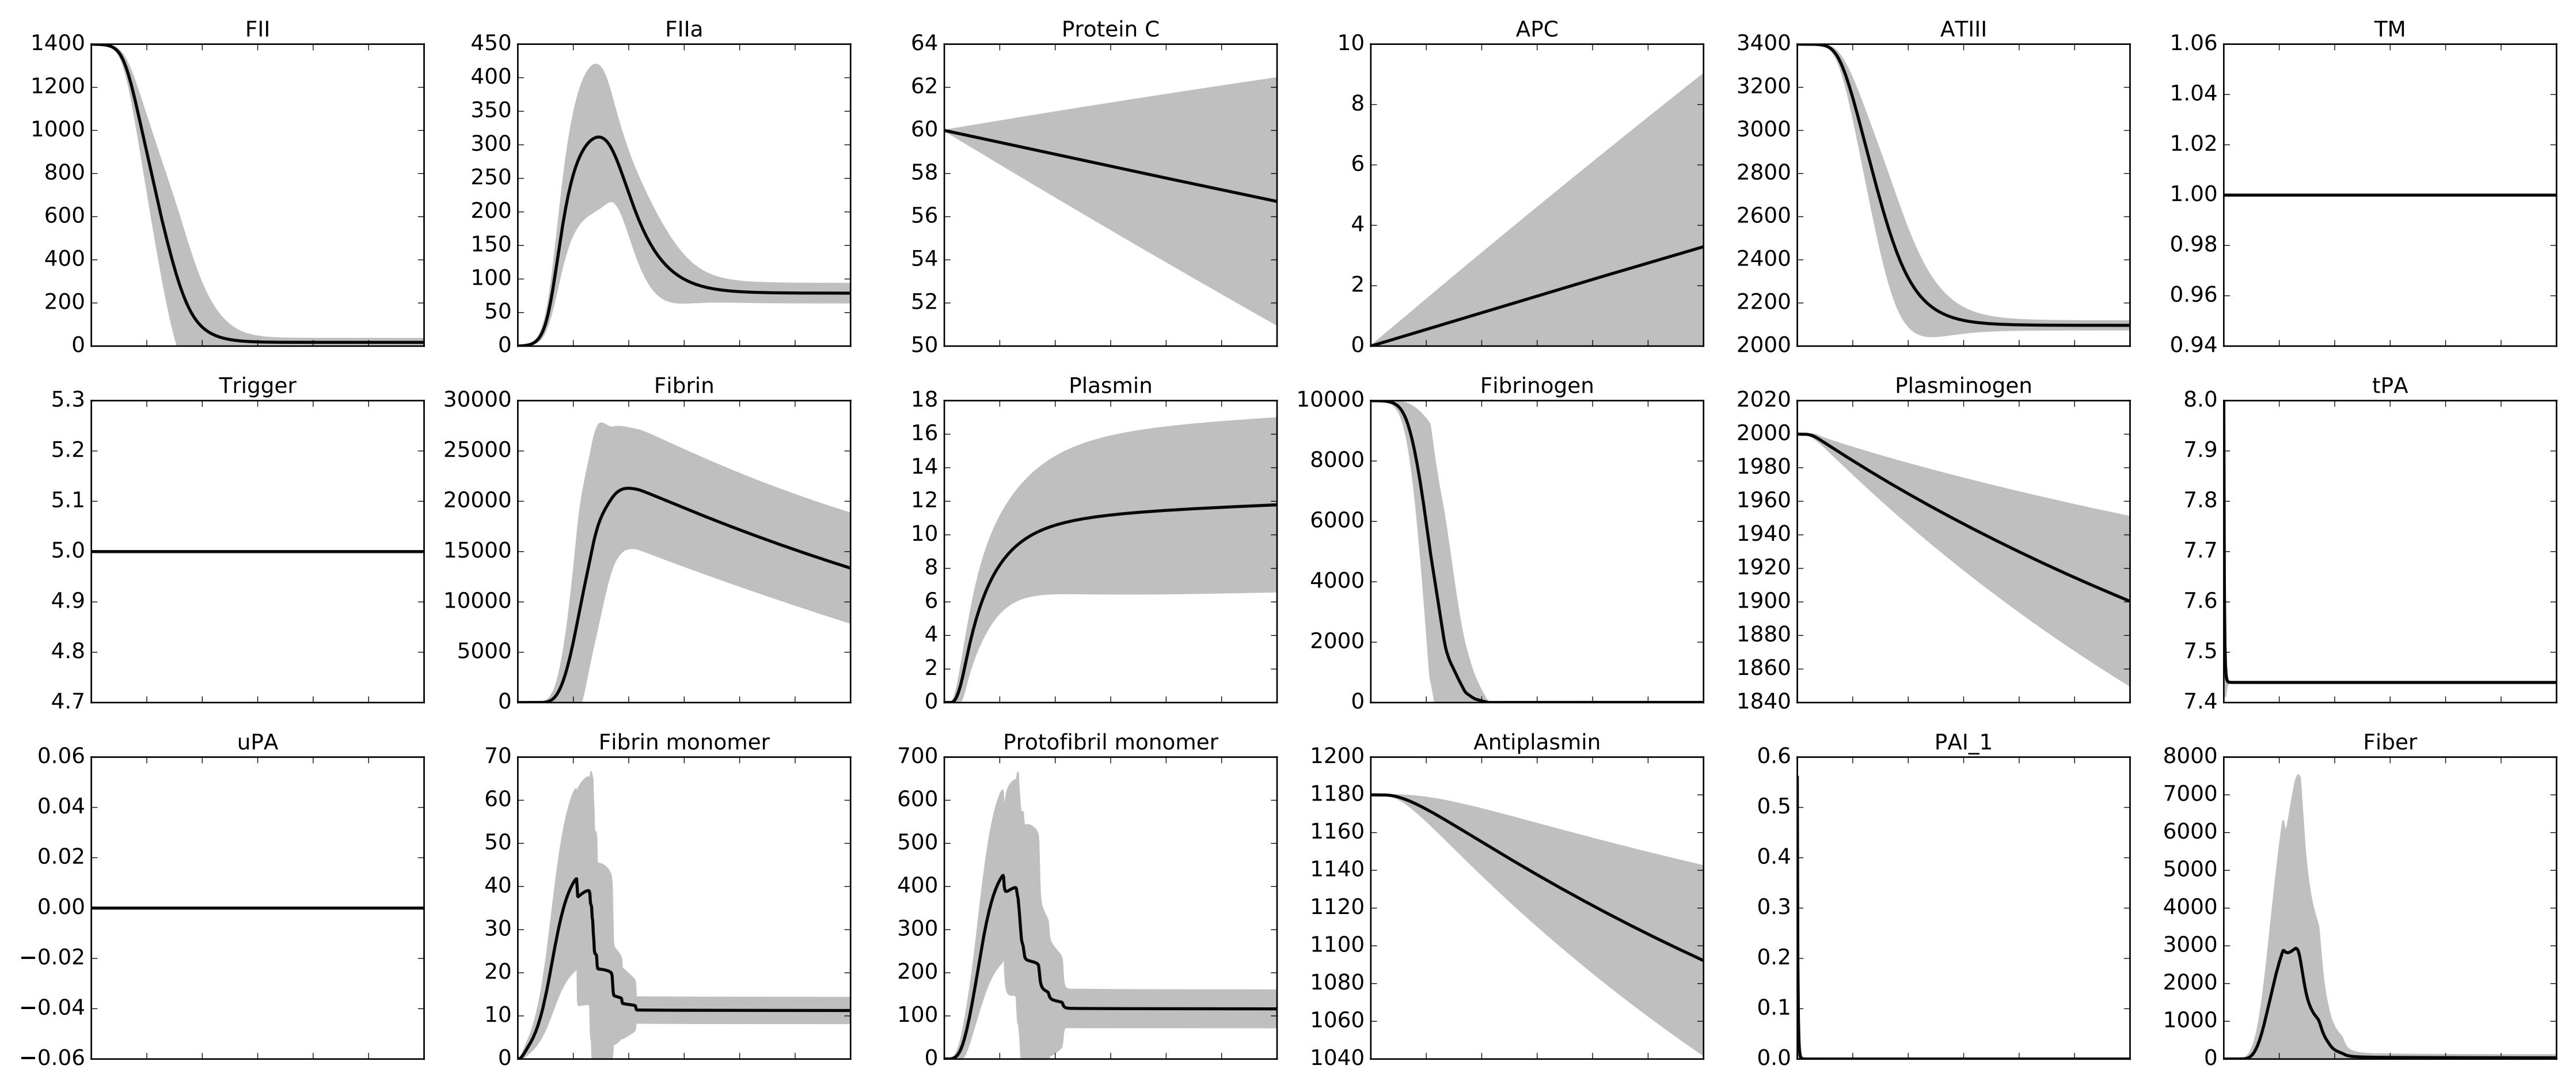 FII FIIa Protein C APC ATIII TM
1400 450 64 10 3400 1.06
400
1200 62 8 3200 1.04
350
1000 300 60 6 3000 1.02
800 250 58 2800 1.00
600 200 56 4 2600 0.98
150
400 54 2400
100 2 0.96
200 50 52 2200
0 0 50 0 2000 0.94
Trigger Fibrin Plasmin Fibrinogen Plasminogen tPA
5.3 30000 18 10000 2020 8.0
16 2000
5.2 25000 14 8000 1980 7.9
5.1 20000 12 1960 7.8
10 6000 1940
5.0 15000 7.7
8 1920
4.9 10000 6 4000 1900 7.6
4.8 5000 4 2000 1880 7.5
2 1860
4.7 0 0 0 1840 7.4
uPA Fibrin monomer Protofibril monomer Antiplasmin PAI_1 Fiber
0.06 70 700 1200 0.6 8000
0.04 60 600 1180 0.5 7000
1160 6000
0.02 50 500 1140 0.4 5000
0.00 40 400 1120 0.3 4000
30 300 1100
−0.02 20 200 1080 0.2 3000
2000
−0.04 10 100 1060 0.1 1000
−0.06 0 0 1040 0.0 0